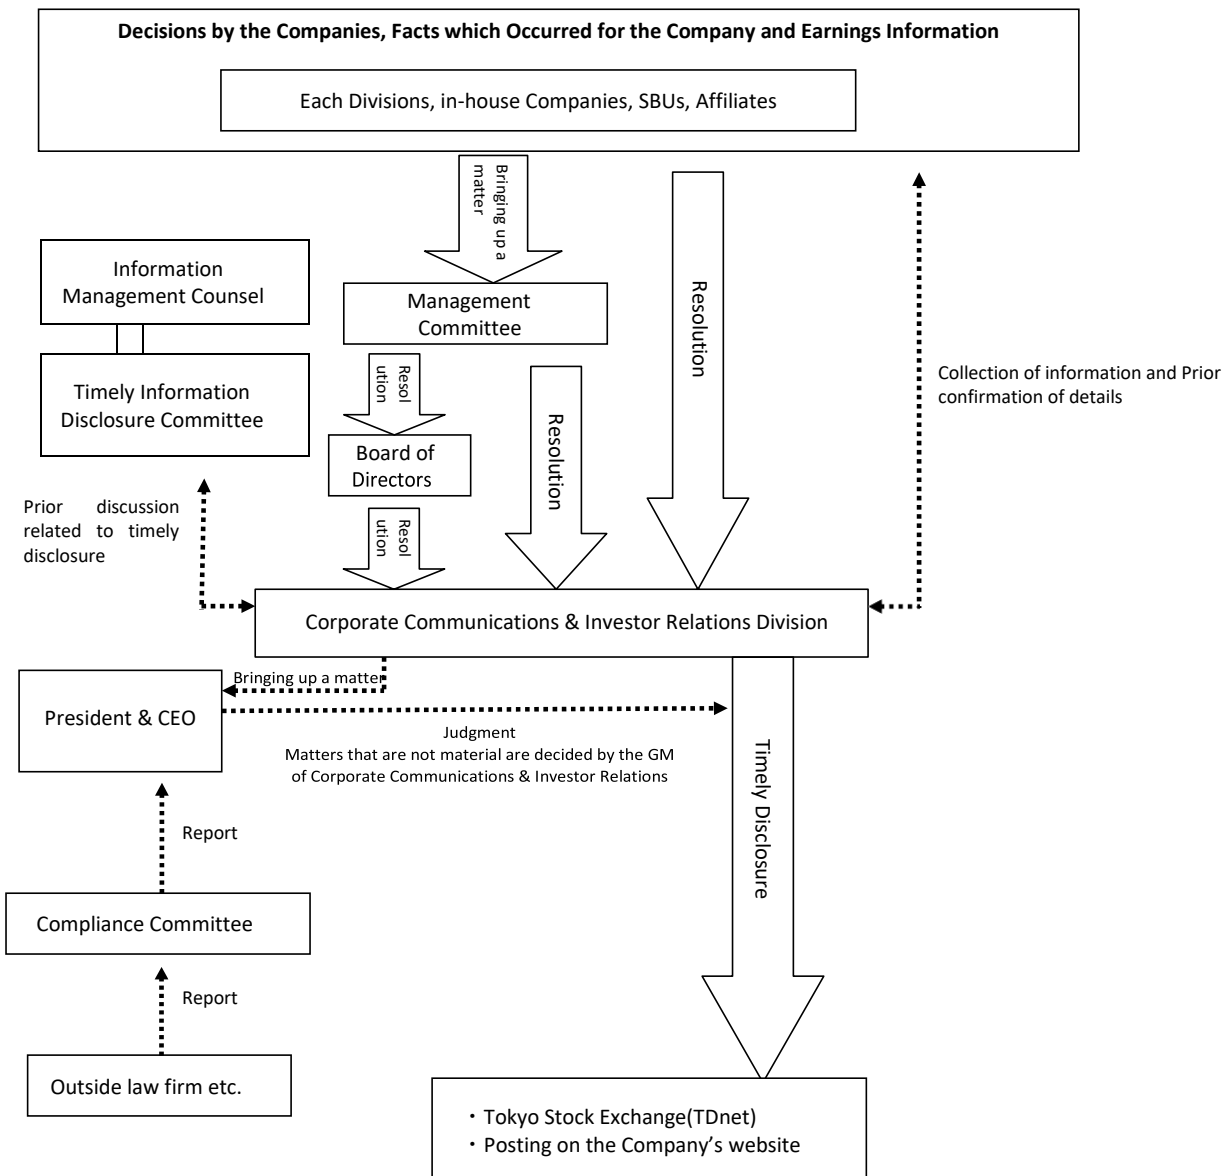 Decisions by the Companies, Facts which Occurred for the Company and Earnings Information
Each Divisions, in-house Companies, SBUs, Affiliates
Bringing up a
matter
Information
Management Counsel
Management
Committee
Resolution
Timely Information
Disclosure Committee
Resol
ution
Resolution
Collection of information and Prior
confirmation of details
Board of
Directors
Prior discussion
related to timely
disclosure
Resol
ution
Corporate Communications & Investor Relations Division
Bringing up a matter
President & CEO
Judgment
Matters that are not material are decided by the GM
of Corporate Communications & Investor Relations
Timely Disclosure
Report
Compliance Committee
Report
Outside law firm etc.
・Tokyo Stock Exchange(TDnet)
・Posting on the Company’s website